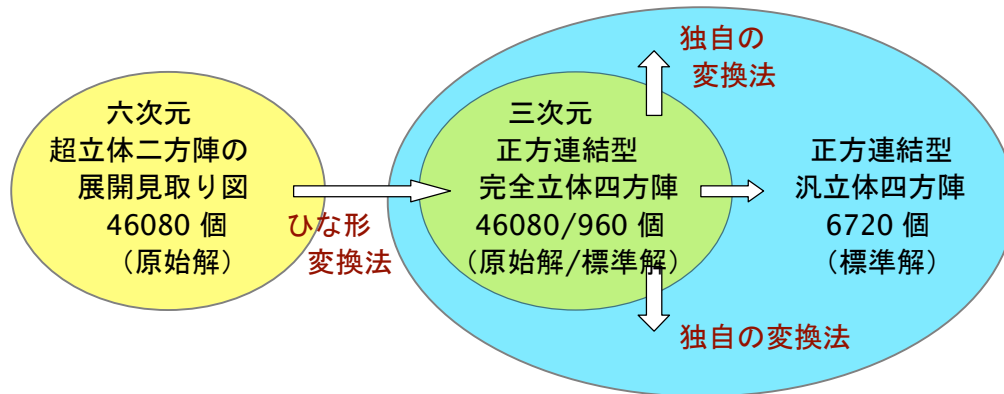 六次元
超立体二方陣の
展開見取り図
46080 個
（原始解）
ひな形
変換法
三次元
正方連結型
完全立体四方陣
46080/960 個
（原始解/標準解）
独自の
変換法
正方連結型
汎立体四方陣
6720 個
（標準解）
独自の変換法